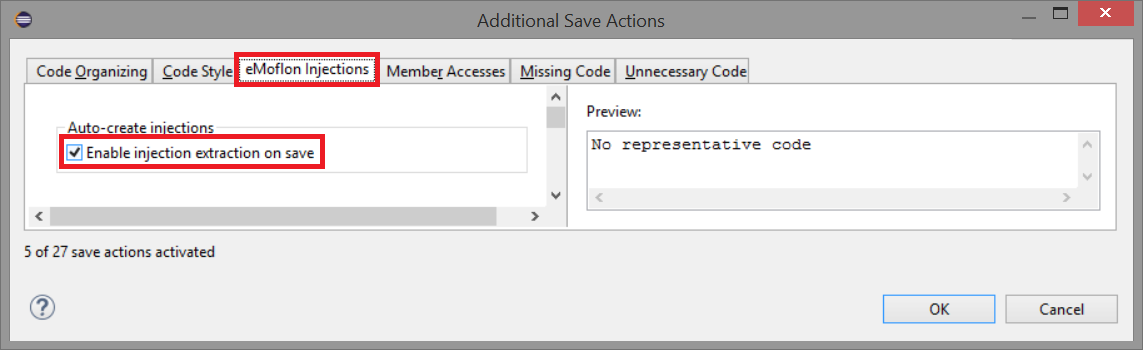 Additional Save Actions
Code Organizing Code Style eMoflon Injections Member Accesses Missing Code Unnecessary Code
Auto-create injections
Enable injection extraction on save
Preview:
No representative code
5 of 27 save actions activated
OK Cancel